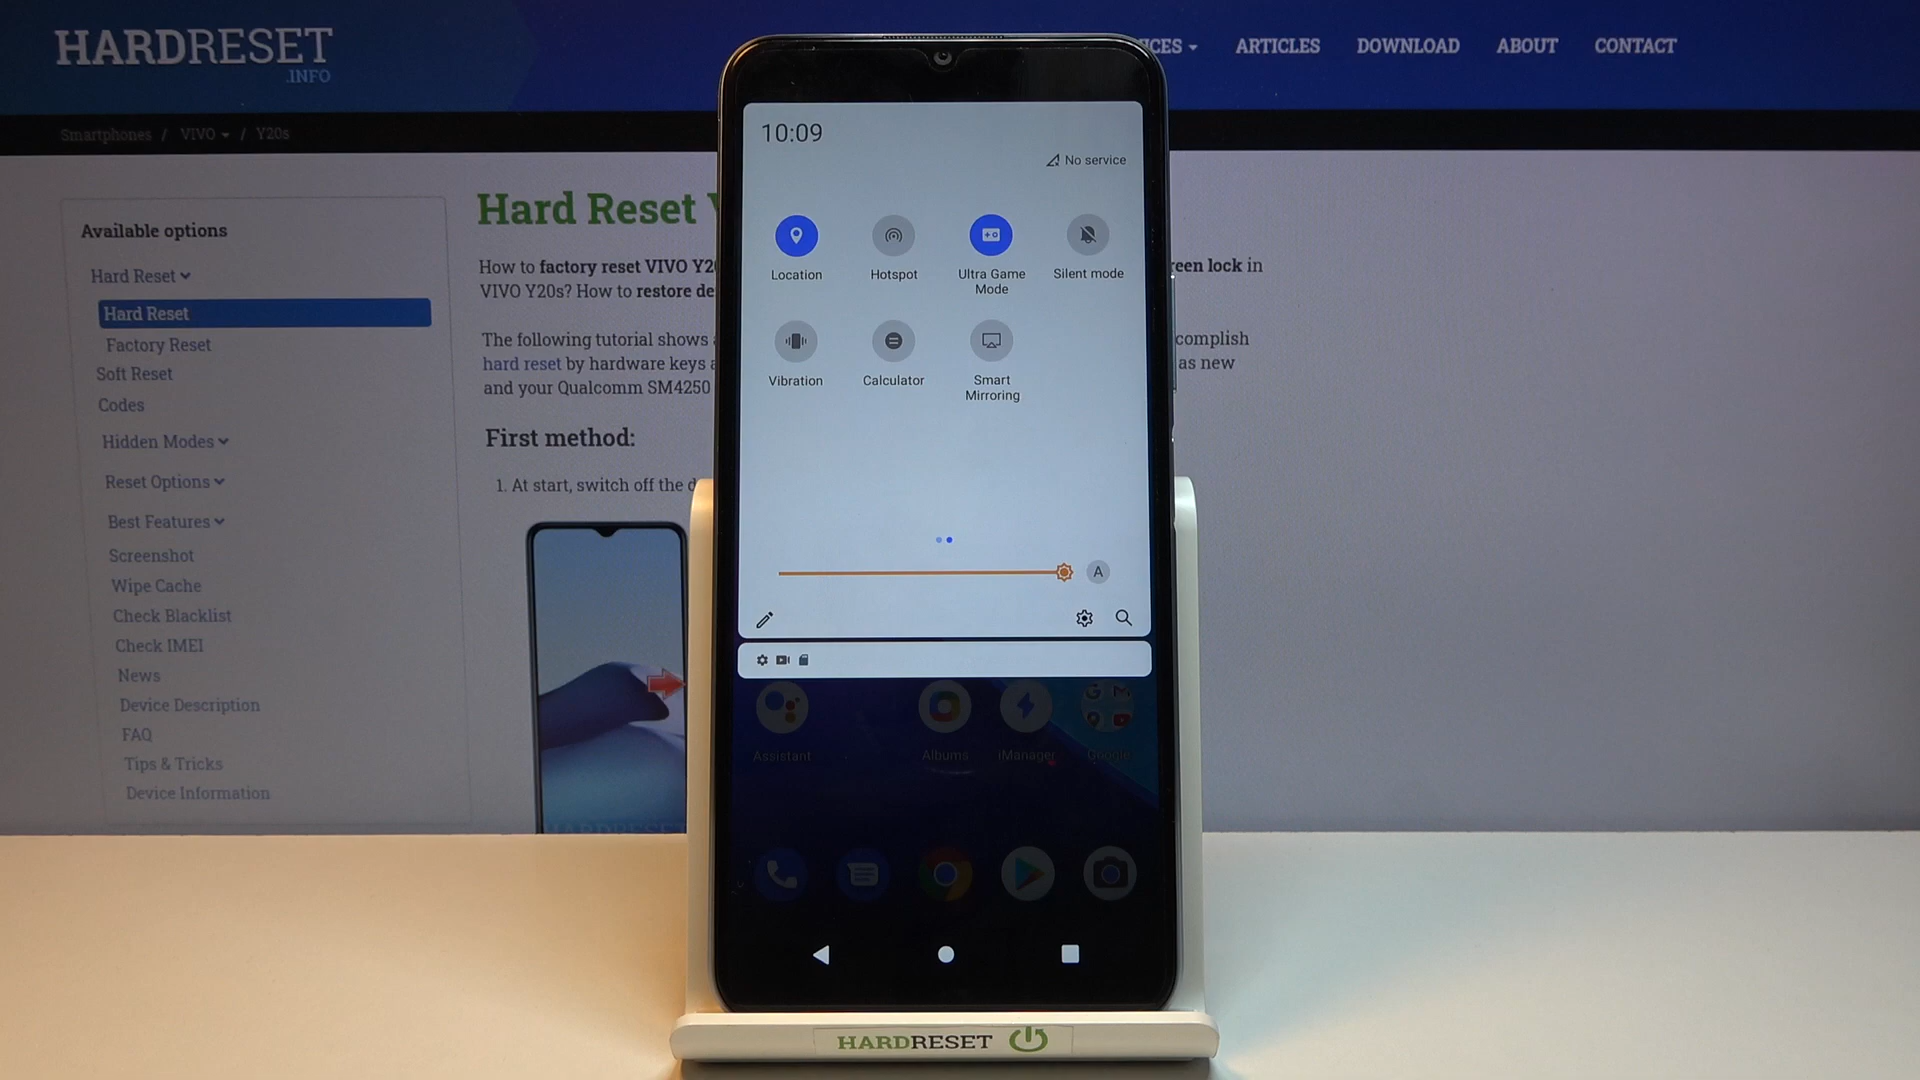 HARDRESET
.INFO
ARTICLES
DOWNLOAD
ABOUT
CONTACT
Smartphones / VIVO / Y20s
Available options
Hard Reset
Hard Reset
Factory Reset
Soft Reset
Codes
Hidden Modes
Reset Options
Best Features
Screenshot
Wipe Cache
Check Blacklist
Check IMEI
News
Device Description
FAQ
Tips & Tricks
Device Information
Hard Reset
How to factory reset VIVO
lock in
VIVO Y20s? How to restore
The following tutorial shows
hard reset by hardware keys
as new
and your Qualcomm SM4250
First method:
1. At start, switch off the
10:09
No service
Location
Hotspot
Ultra Game
Mode
Silent mode
Vibration
Calculator
Smart
Mirroring
A
Assistant
Albums
iManager
Google
HARDRESET